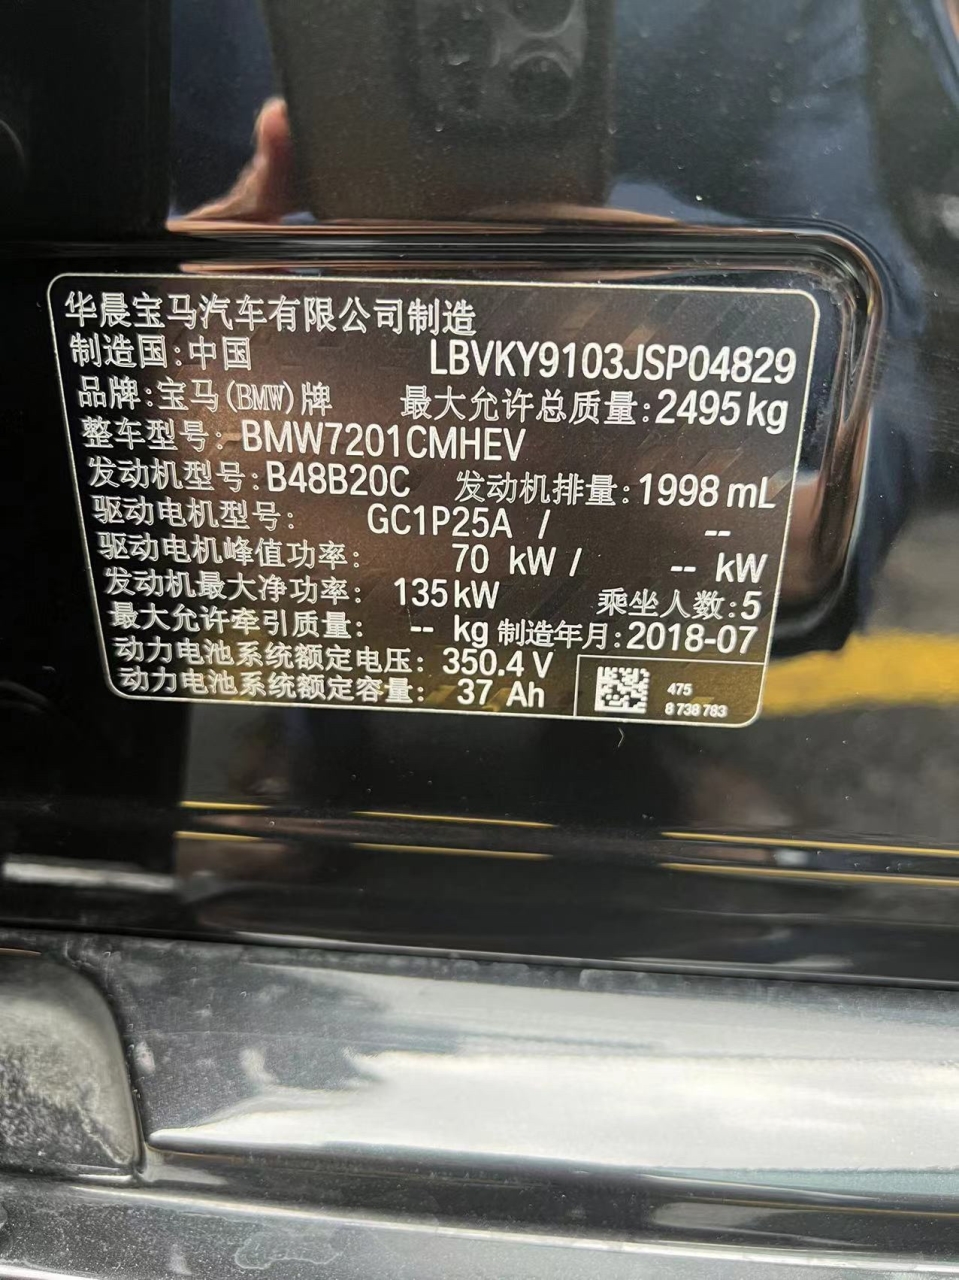 华晨宝马汽车有限公司制造
制造国:中国 LBVKY9103JSP04829
品牌:宝马(BMW)牌 最大允许总质量:2495kg
整车型号: BMW7201CMHEV
发动机型号:B48B20C 发动机排量:1998 mL
驱动电机型号: GC1P25A / --
驱动电机峰值功率: 70 kW / -- kW
发动机最大净功率: 135kW 乘坐人数:5
最大允许牵引质量: -- kg 制造年月:2018-07
动力电池系统额定电压: 350.4 V
动力电池系统额定容量: 37 Ah
475
8 738 783